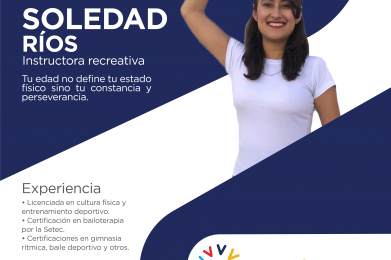 SOLEDAD
RÍOS
Instructora recreativa
Tu edad no define tu estado
físico sino tu constancia y
perseverancia.
Experiencia
• Licenciada en cultura física y
entrenamiento deportivo.
• Certificación en bailoterapia
por la Setec.
• Certificaciones en gimnasia
rítmica, baile deportivo y otros.